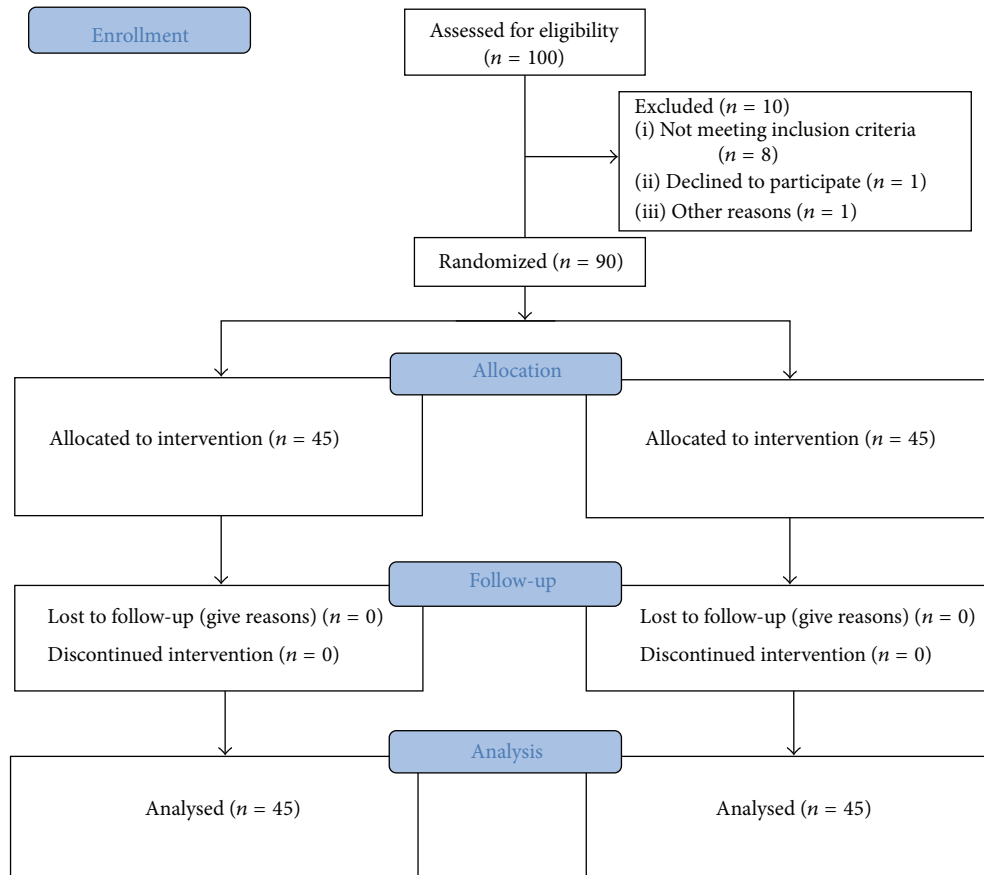 Enrollment
Assessed for eligibility
(n = 100)
Excluded (n = 10)
(i) Not meeting inclusion criteria
(n = 8)
(ii) Declined to participate (n = 1)
(iii) Other reasons (n = 1)
Randomized (n = 90)
Allocation
Allocated to intervention (n = 45)
Allocated to intervention (n = 45)
Follow-up
Lost to follow-up (give reasons) (n = 0)
Discontinued intervention (n = 0)
Lost to follow-up (give reasons) (n = 0)
Discontinued intervention (n = 0)
Analysis
Analysed (n = 45)
Analysed (n = 45)